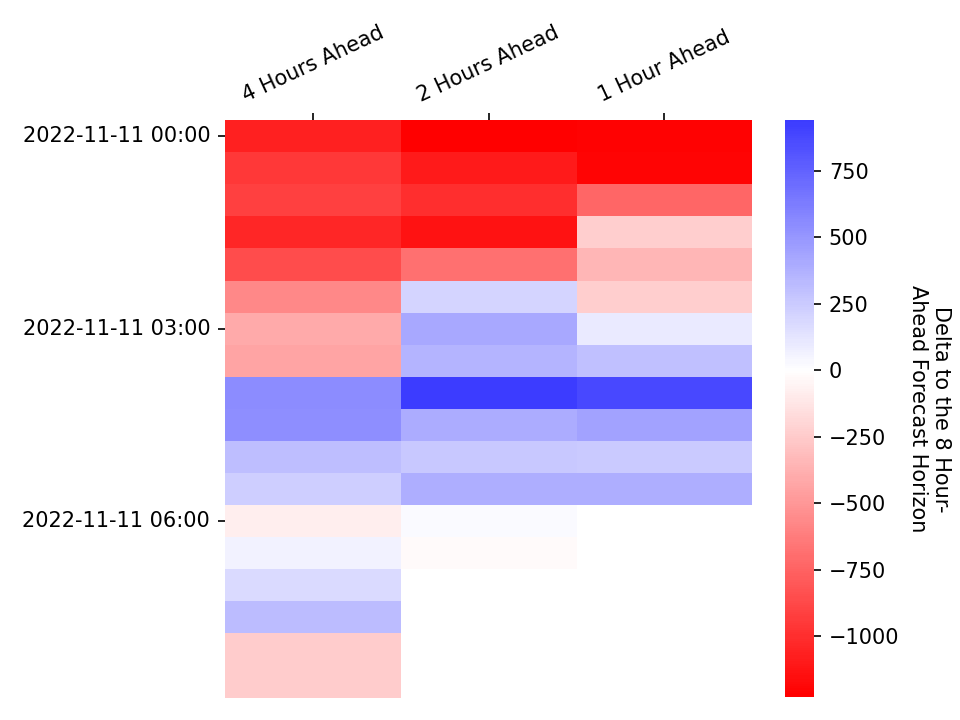 4 Hours Ahead
2 Hours Ahead
1 Hour Ahead
2022-11-11 00:00
2022-11-11 03:00
2022-11-11 06:00
750
500
250
0
−250
−500
−750
−1000
Delta to the 8 Hour-
Ahead Forecast Horizon